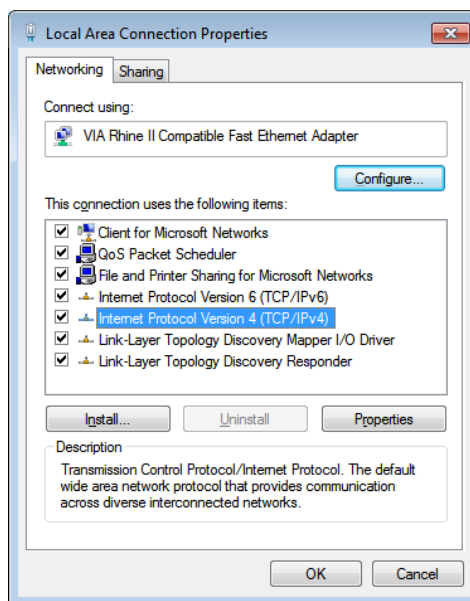 Local Area Connection Properties
Networking
Sharing
Connect using:
VIA Rhine II Compatible Fast Ethernet Adapter
Configure...
This connection uses the following items:
Client for Microsoft Networks
QoS Packet Scheduler
File and Printer Sharing for Microsoft Networks
Internet Protocol Version 6 (TCP/IPv6)
Internet Protocol Version 4 (TCP/IPv4)
Link-Layer Topology Discovery Mapper I/O Driver
Link-Layer Topology Discovery Responder
Install...
Uninstall
Properties
Description
Transmission Control Protocol/Internet Protocol. The default
wide area network protocol that provides communication
across diverse interconnected networks.
OK
Cancel